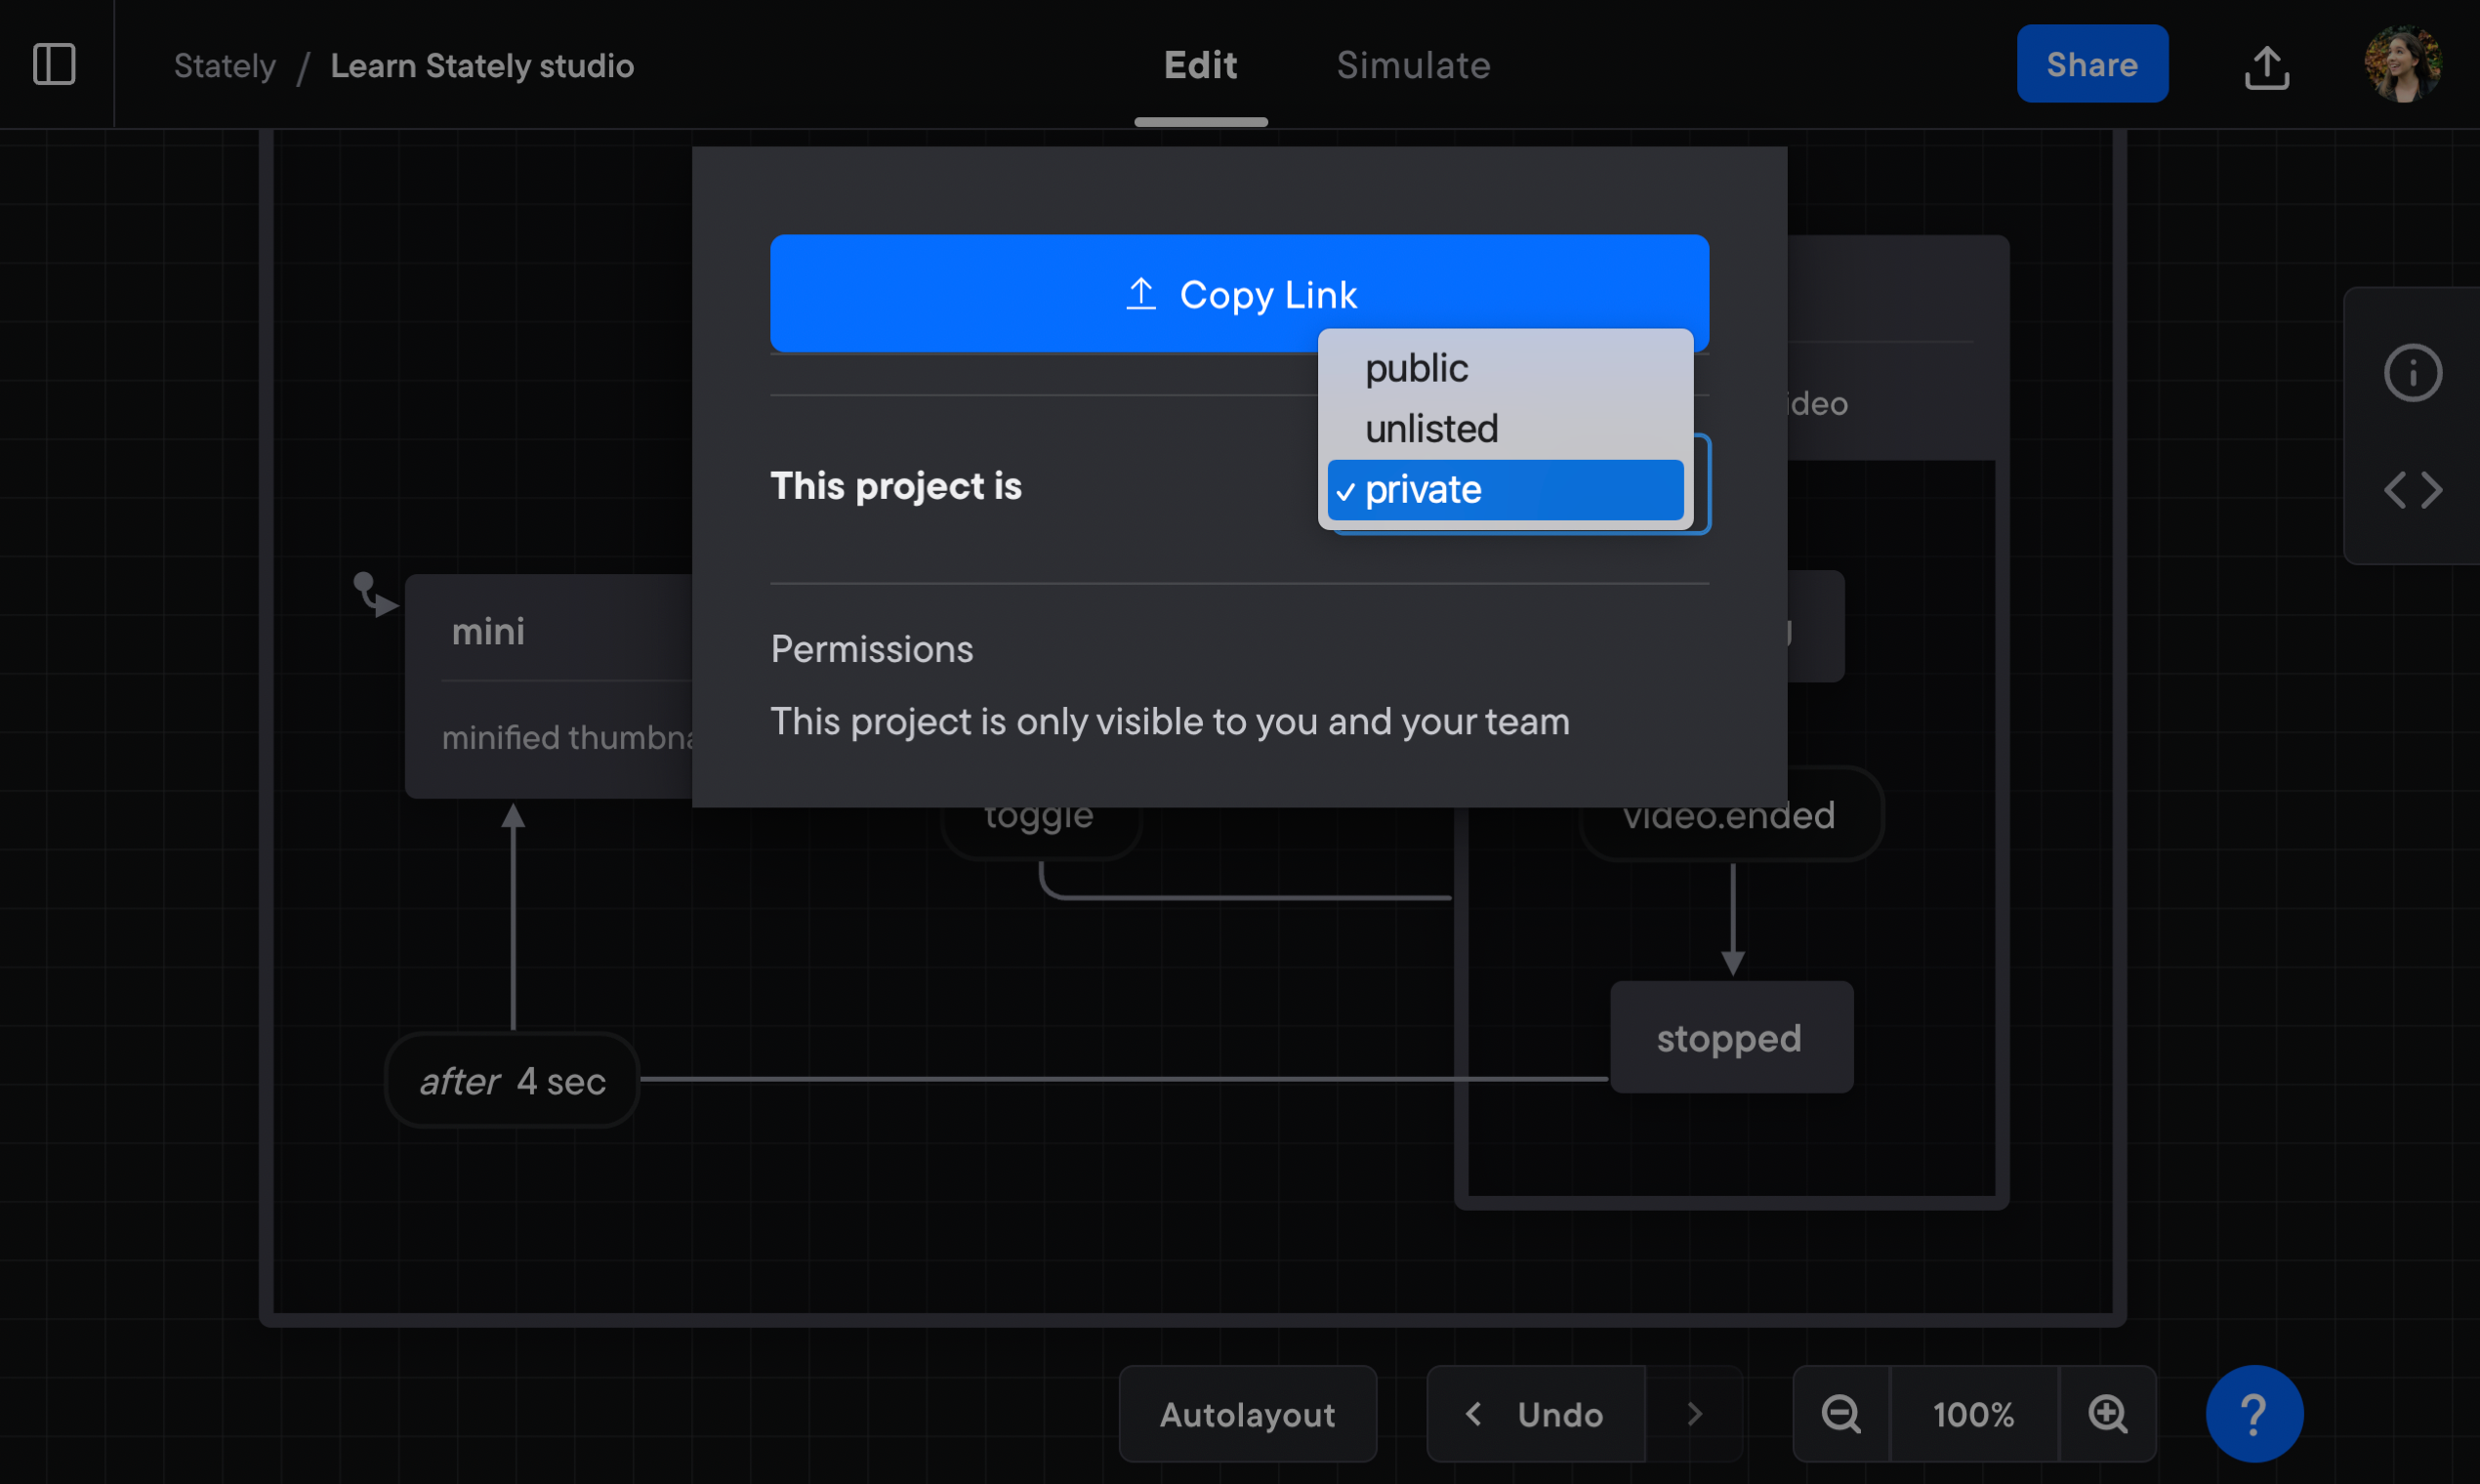 Stately / Learn Stately studio
Edit
Simulate
Share
Copy Link
public
unlisted
✓ private
This project is
Permissions
This project is only visible to you and your team
mini
minified
toggle
video.ended
after 4 sec
stopped
Autolayout
< Undo >
100%
?